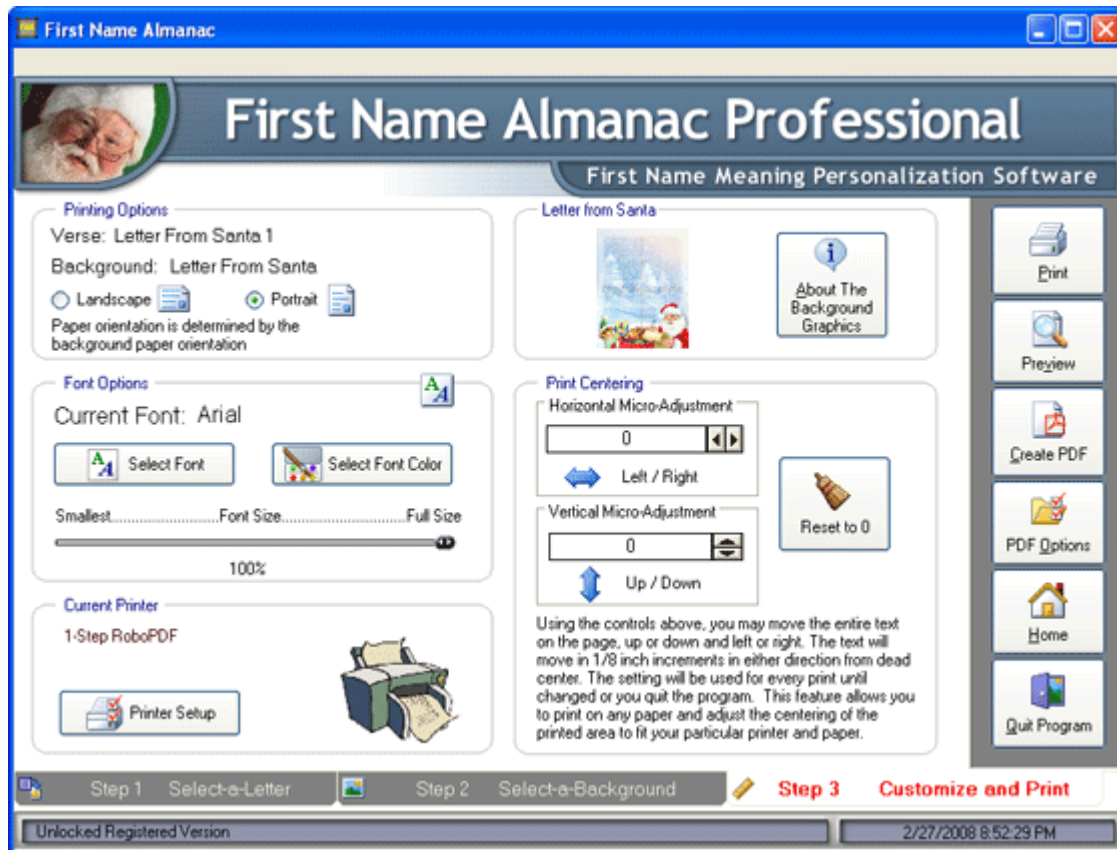 First Name Almanac
First Name Almanac Professional
First Name Meaning Personalization Software
Printing Options
Verse: Letter From Santa 1
Background: Letter From Santa
Landscape
Portrait
Paper orientation is determined by the
background paper orientation
Letter from Santa
About The
Background
Graphics
Font Options
Current Font: Arial
Select Font
Select Font Color
Smallest..........................Font Size............................Full Size
100%
Current Printer
1-Step RoboPDF
Printer Setup
Print Centering
Horizontal Micro-Adjustment
0
Left / Right
Vertical Micro-Adjustment
0
Up / Down
Reset to 0
Using the controls above, you may move the entire text
on the page, up or down and left or right. The text will
move in 1/8 inch increments in either direction from dead
center. The setting will be used for every print until
changed or you quit the program. This feature allows you
to print on any paper and adjust the centering of the
printed area to fit your particular printer and paper.
Print
Preview
Create PDF
PDF Options
Home
Quit Program
Step 1 Select-a-Letter
Step 2 Select-a-Background
Step 3 Customize and Print
Unlocked Registered Version
2/27/2008 8:52:29 PM